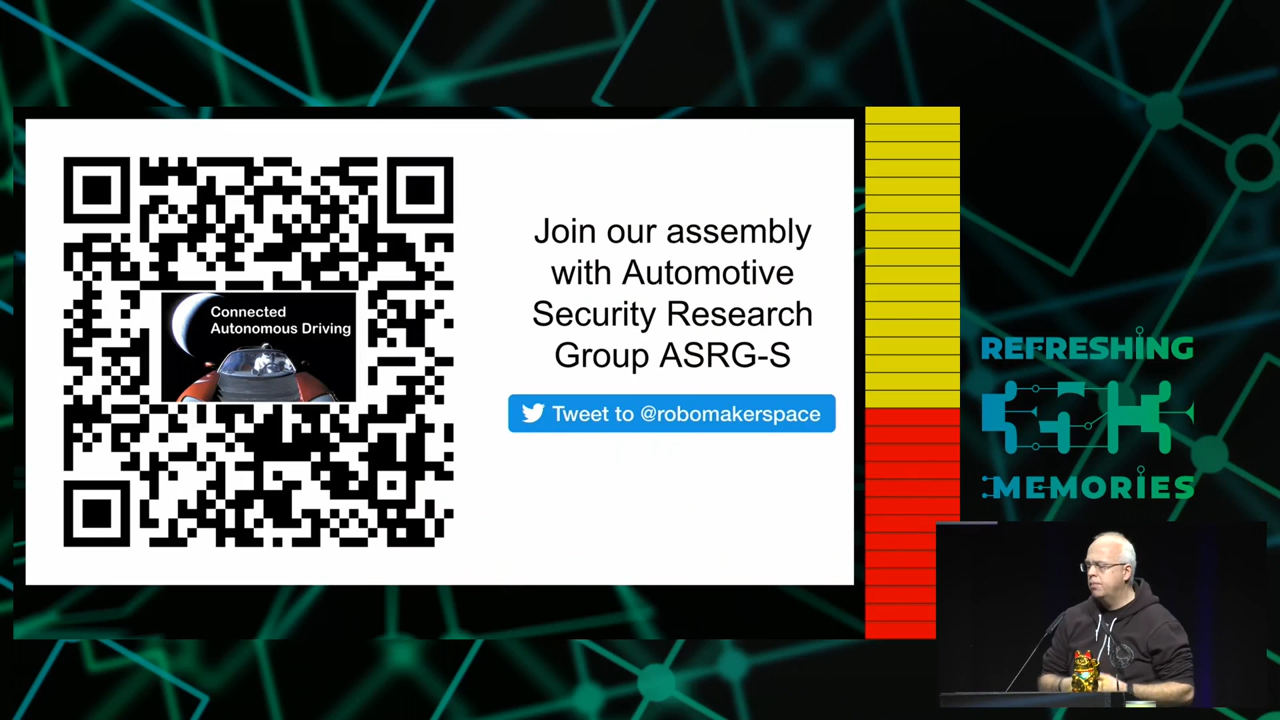 Connected
Autonomous Driving
Join our assembly
with Automotive
Security Research
Group ASRG-S
Tweet to @robomakerspace
REFRESHING
MEMORIES